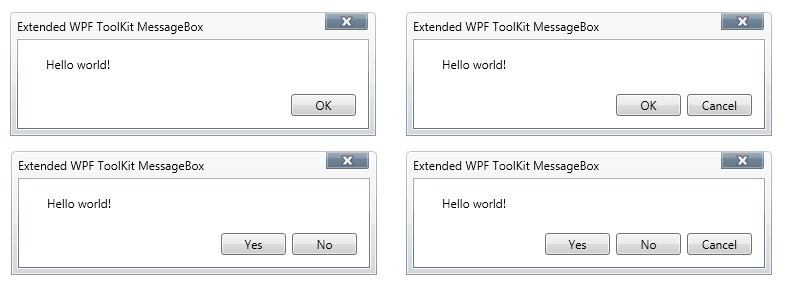 Extended WPF ToolKit MessageBox
Hello world!
OK
Extended WPF ToolKit MessageBox
Hello world!
OK Cancel
Extended WPF ToolKit MessageBox
Hello world!
Yes No
Extended WPF ToolKit MessageBox
Hello world!
Yes No Cancel